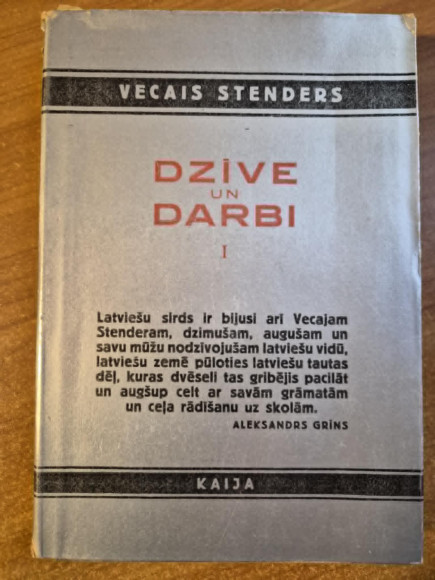 VECAIS STENDERS
DZĪVE
UN
DARBI
I
Latviešu sirds ir bijusi arī Vecajam
Stenderam, dzimušam, augušam un
savu mūžu nodzīvojušam latviešu vidū,
latviešu zemē pūloties latviešu tautas
dēļ, kuras dvēseli tas gribējis pacilāt
un augšup celt ar savām grāmatām
un ceļa rādīšanu uz skolām.
ALEKSANDRS GRĪNS
KAIJA